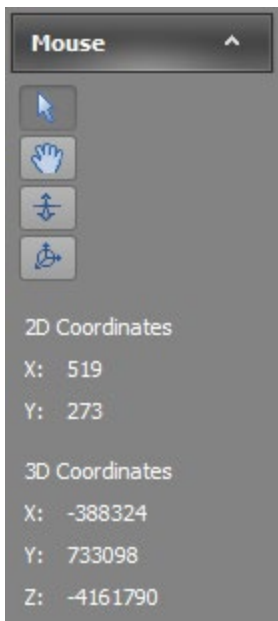 Mouse
2D Coordinates
X: 519
Y: 273
3D Coordinates
X: -388324
Y: 733098
Z: -4161790